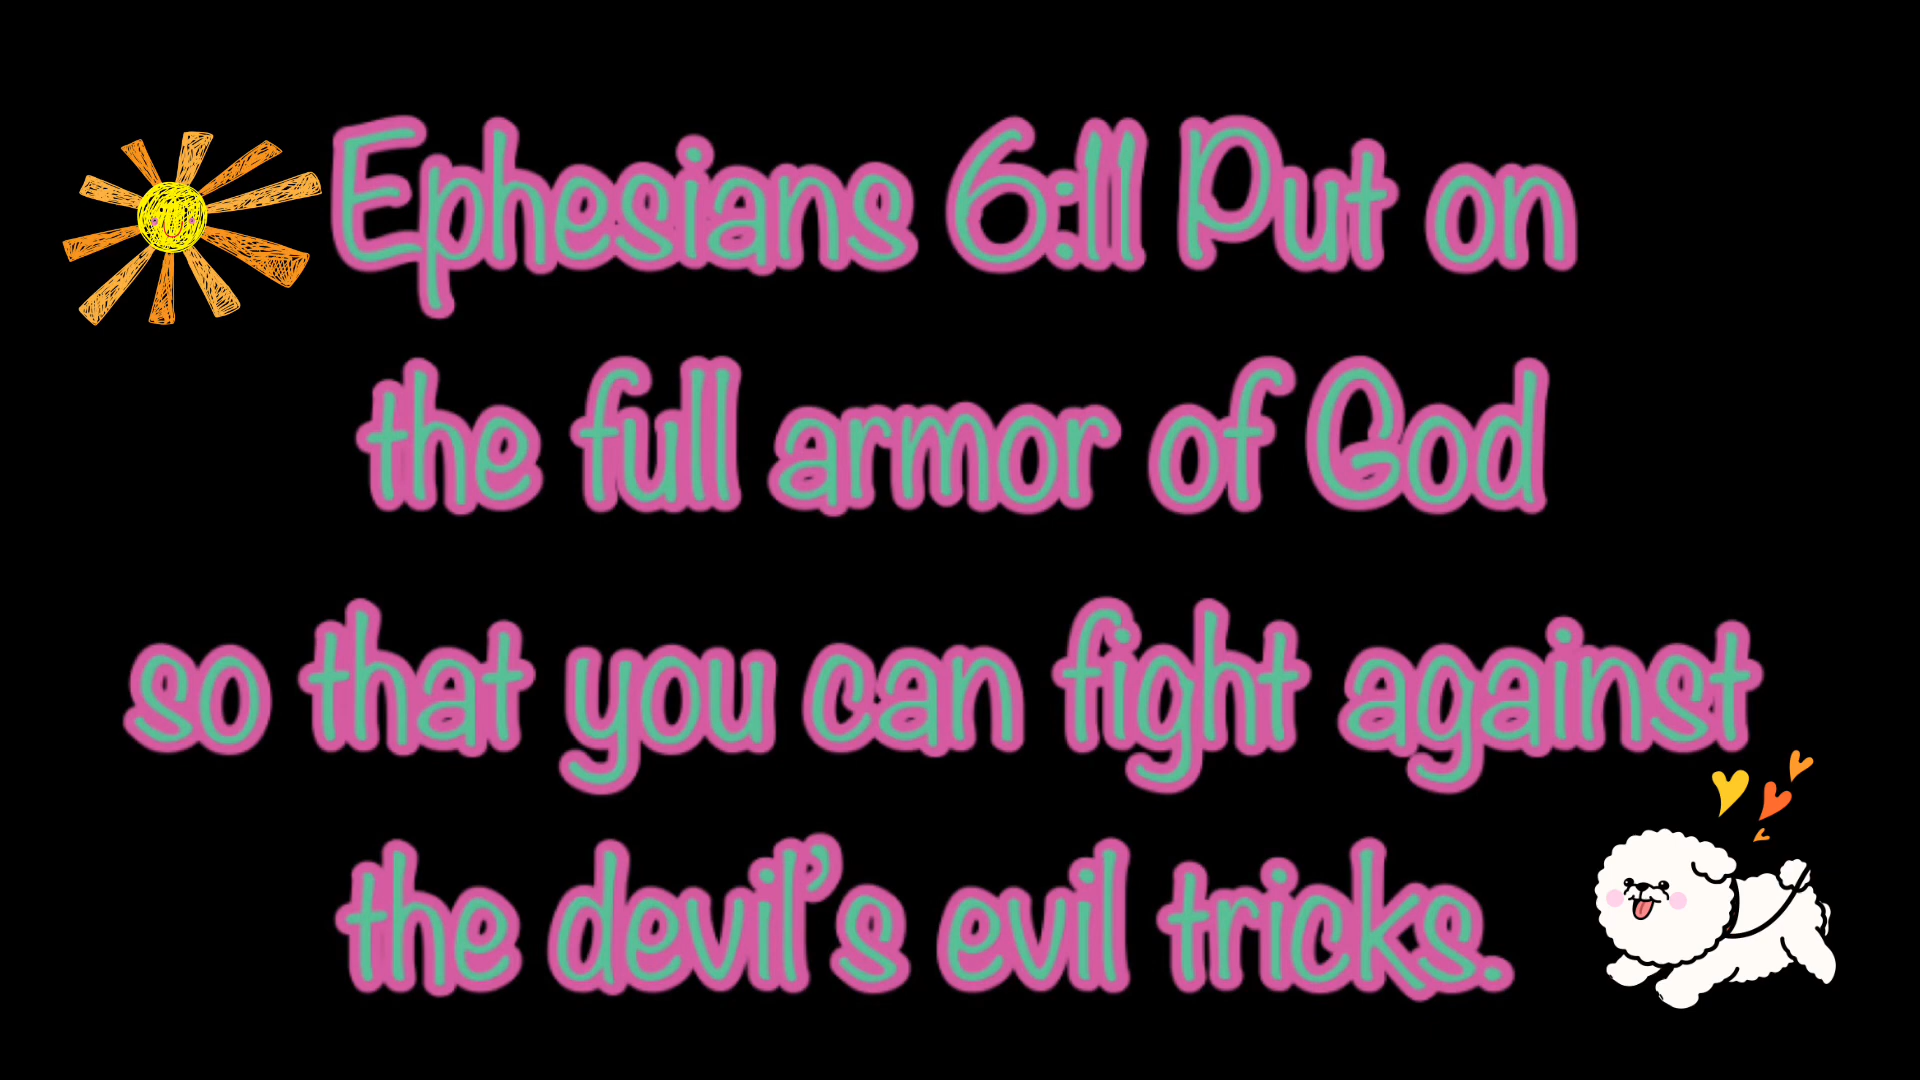 Ephesians 6:11 Put on
the full armor of God
so that you can fight against
the devil's evil tricks.